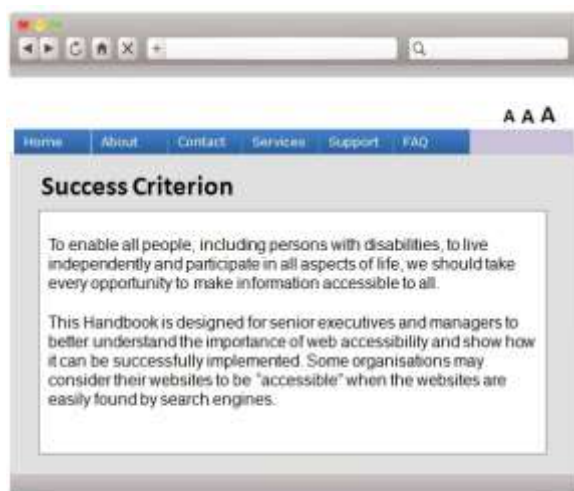 A A A
Home About Contact Services Support FAQ
Success Criterion
To enable all people, including persons with disabilities, to live
independently and participate in all aspects of life, we should take
every opportunity to make information accessible to all.
This Handbook is designed for senior executives and managers to
better understand the importance of web accessibility and show how
it can be successfully implemented. Some organisations may
consider their websites to be "accessible" when the websites are
easily found by search engines.